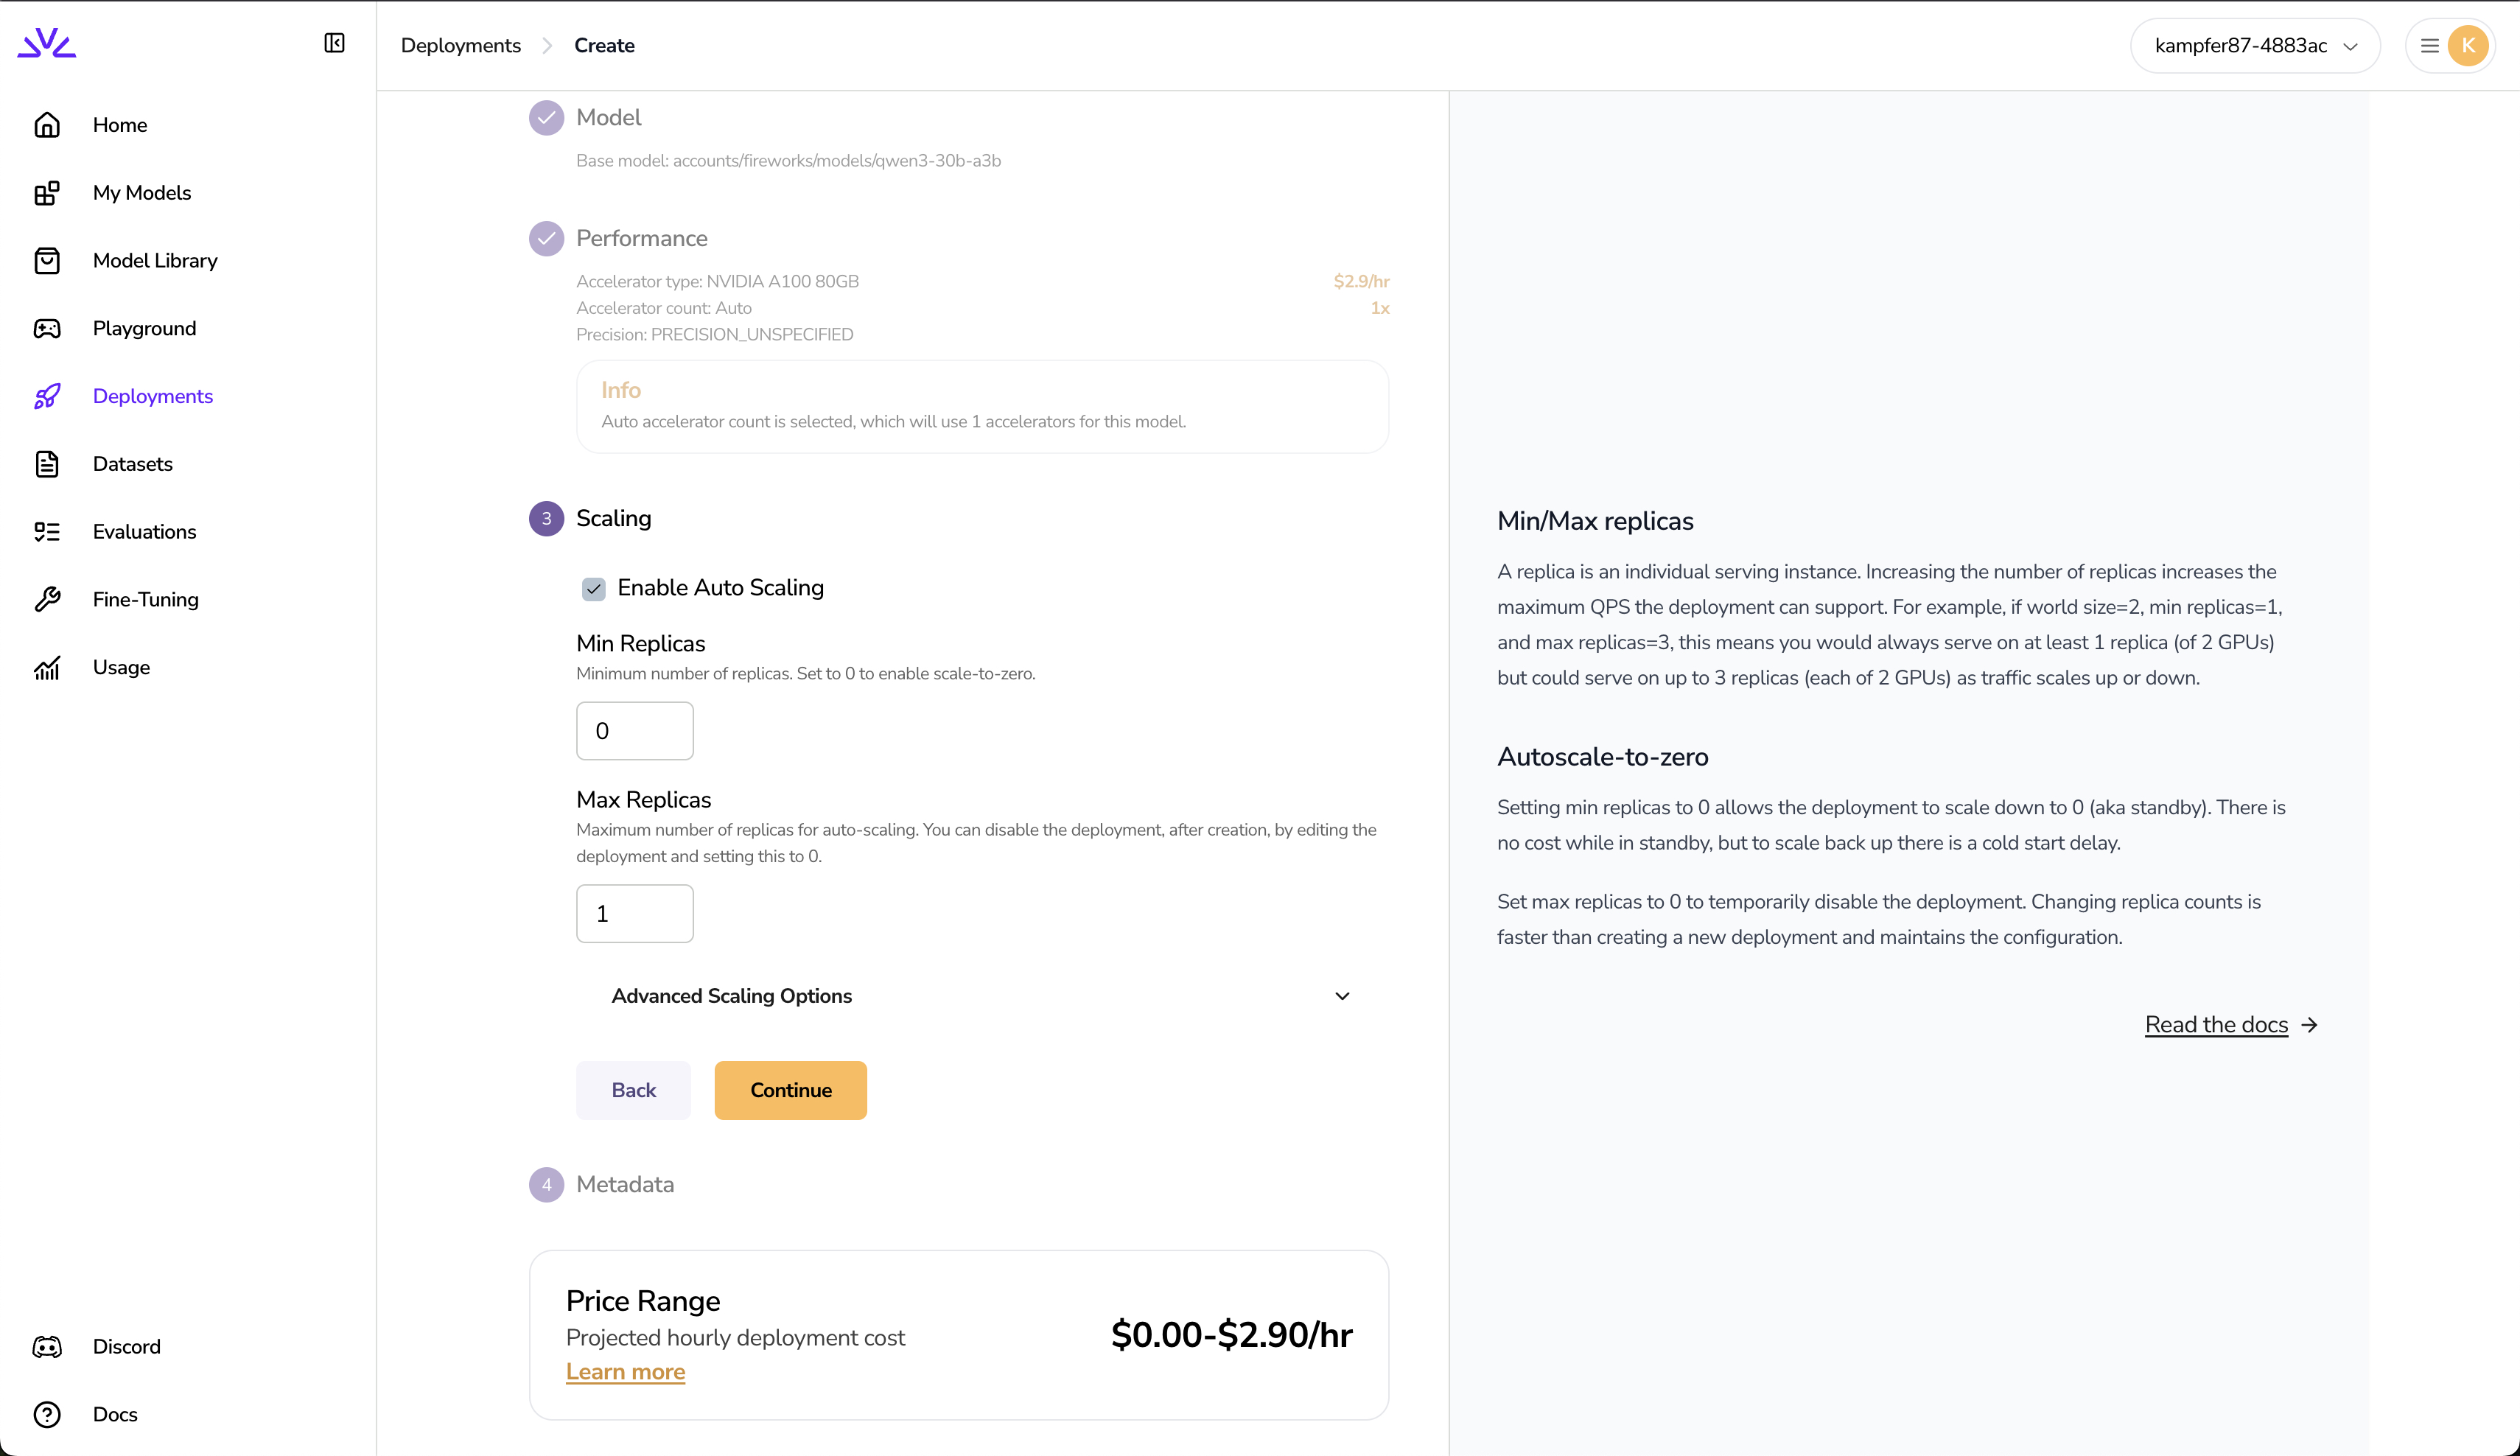 Deployments
Create
kampfer87-4883ac
K
Home
My Models
Model Library
Playground
Deployments
Datasets
Evaluations
Fine-Tuning
Usage
Discord
Docs
Model
Base model: accounts/fireworks/models/qwen3-30b-a3b
Performance
Accelerator type: NVIDIA A100 80GB
$2.9/hr
Accelerator count: Auto
1x
Precision: PRECISION_UNSPECIFIED
Info
Auto accelerator count is selected, which will use 1 accelerators for this model.
3
Scaling
Enable Auto Scaling
Min Replicas
Minimum number of replicas. Set to 0 to enable scale-to-zero.
0
Max Replicas
Maximum number of replicas for auto-scaling. You can disable the deployment, after creation, by editing the
deployment and setting this to 0.
1
Advanced Scaling Options
Back
Continue
4
Metadata
Price Range
Projected hourly deployment cost
Learn more
$0.00-$2.90/hr
Min/Max replicas
A replica is an individual serving instance. Increasing the number of replicas increases the
maximum QPS the deployment can support. For example, if world size=2, min replicas=1,
and max replicas=3, this means you would always serve on at least 1 replica (of 2 GPUs)
but could serve on up to 3 replicas (each of 2 GPUs) as traffic scales up or down.
Autoscale-to-zero
Setting min replicas to 0 allows the deployment to scale down to 0 (aka standby). There is
no cost while in standby, but to scale back up there is a cold start delay.
Set max replicas to 0 to temporarily disable the deployment. Changing replica counts is
faster than creating a new deployment and maintains the configuration.
Read the docs